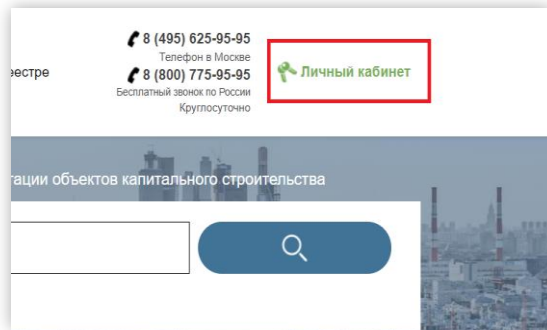 8 (495) 625-95-95
Телефон в Москве
8 (800) 775-95-95
Бесплатный звонок по России
Круглосуточно
еестре
Личный кабинет
тации объектов капитального строительства